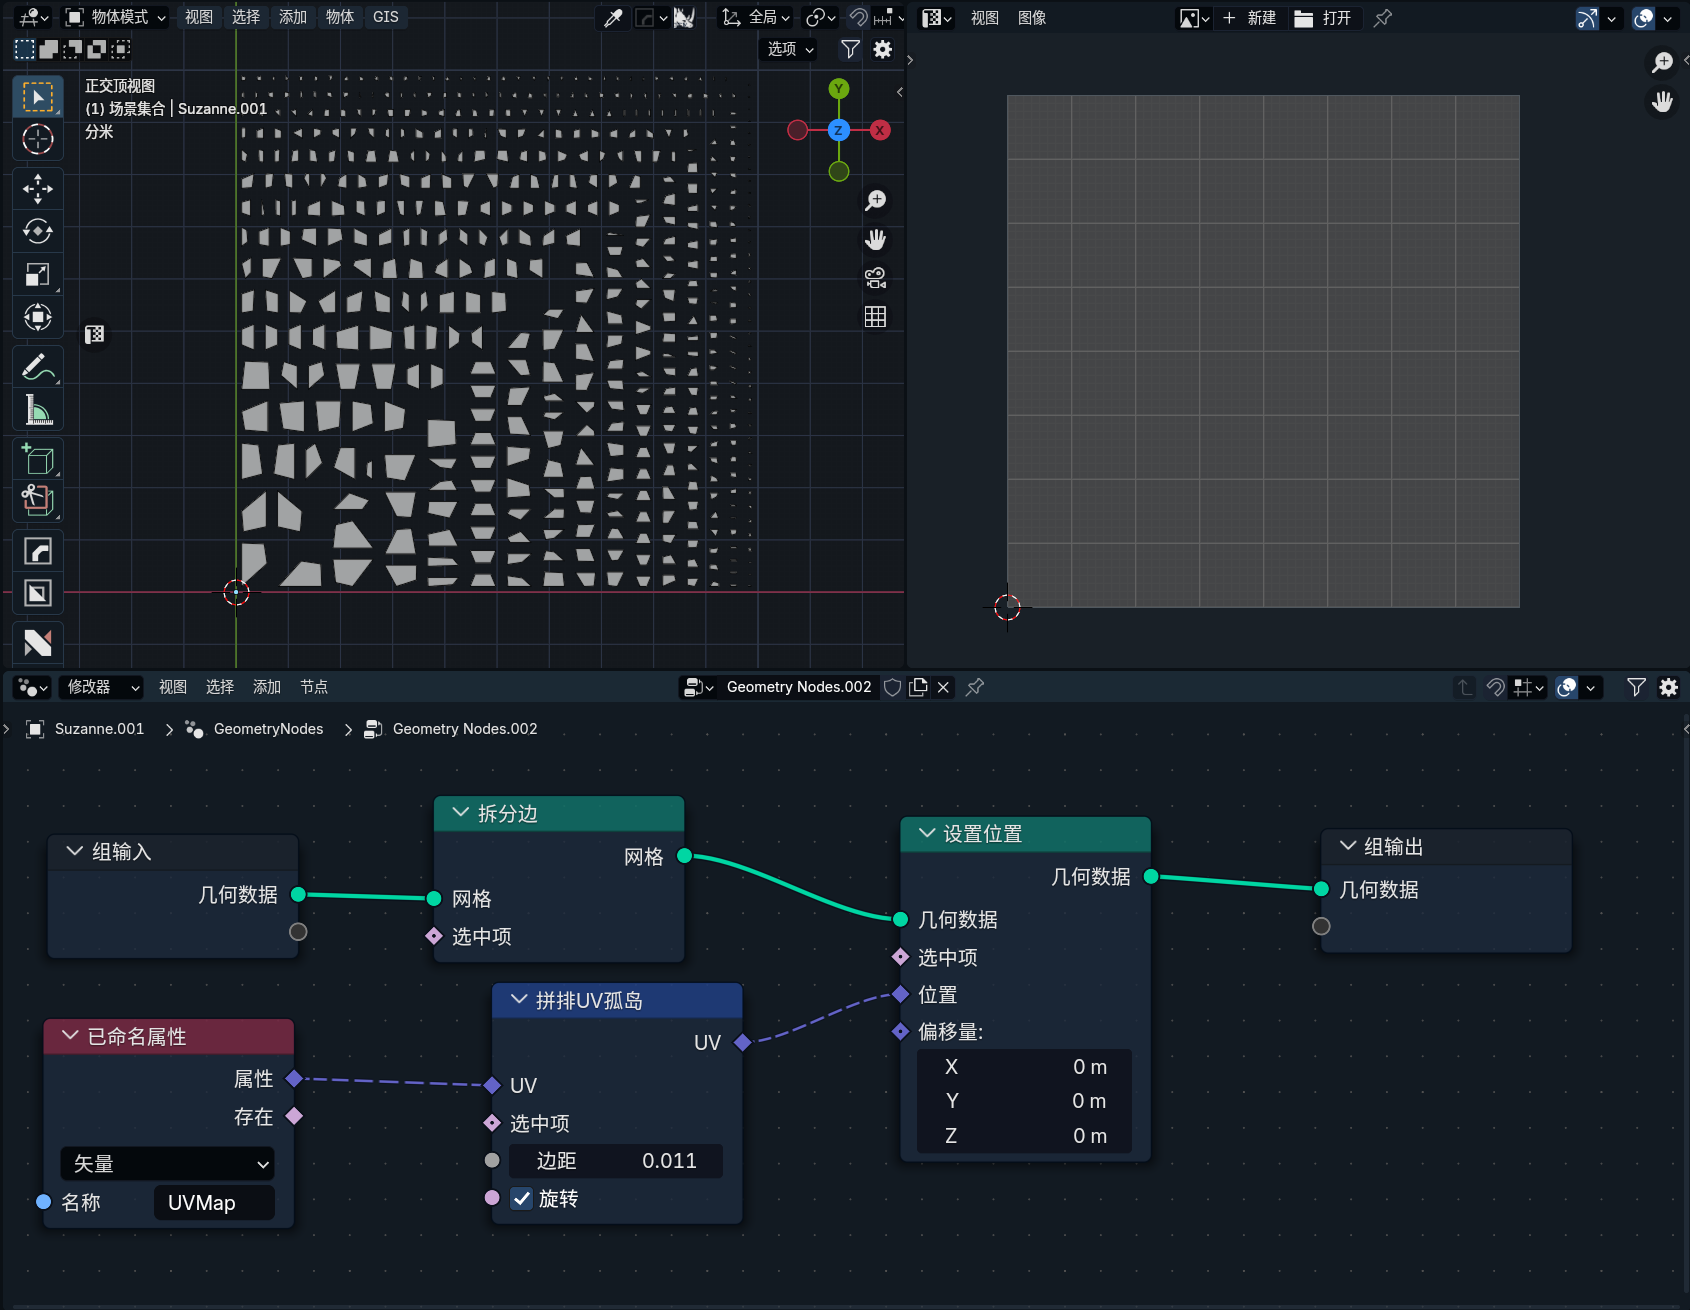 物体模式 视图 选择 添加 物体 GIS 全局
选项
正交顶视图
(1) 场景集合 | Suzanne.001
分米
Y
Z
X
视图 图像 新建 打开
修改器 视图 选择 添加 节点 Geometry Nodes.002
Suzanne.001 GeometryNodes Geometry Nodes.002
组输入
几何数据
拆分边
网格
网格
选中项
设置位置
几何数据
几何数据
选中项
位置
偏移量:
X 0 m
Y 0 m
Z 0 m
组输出
几何数据
已命名属性
属性
存在
矢量
名称 UVMap
拼排UV孤岛
UV
UV
选中项
边距 0.011
旋转